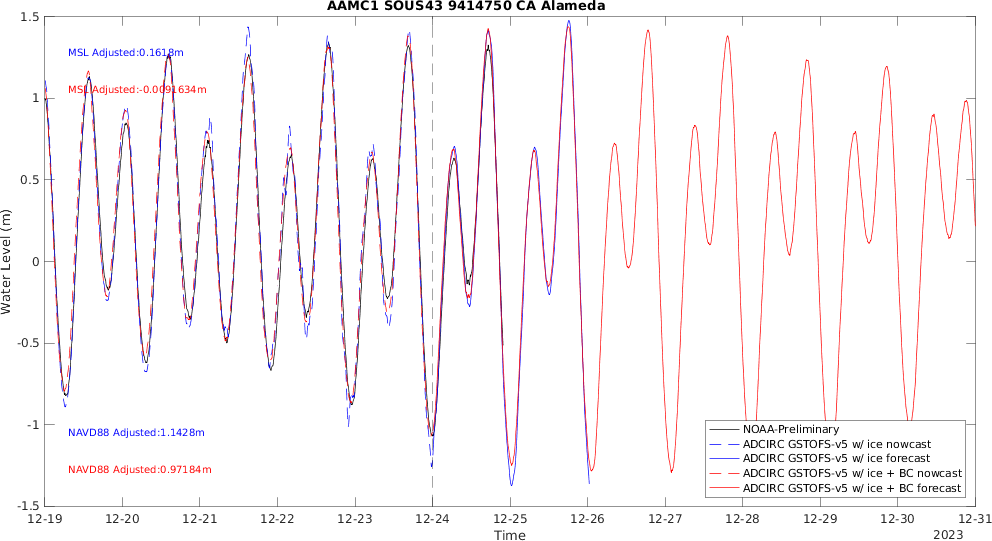 AAMC1 SOUS43 9414750 CA Alameda
1.5
1
0.5
0
-0.5
-1
-1.5
Water Level (m)
MSL Adjusted:0.1618m
MSL Adjusted:-0.0091634m
NAVD88 Adjusted:1.1428m
NAVD88 Adjusted:0.97184m
NOAA-Preliminary
ADCIRC GSTOFS-v5 w/ ice nowcast
ADCIRC GSTOFS-v5 w/ ice forecast
ADCIRC GSTOFS-v5 w/ ice + BC nowcast
ADCIRC GSTOFS-v5 w/ ice + BC forecast
12-19 12-20 12-21 12-22 12-23 12-24 12-25 12-26 12-27 12-28 12-29 12-30 12-31
Time
2023